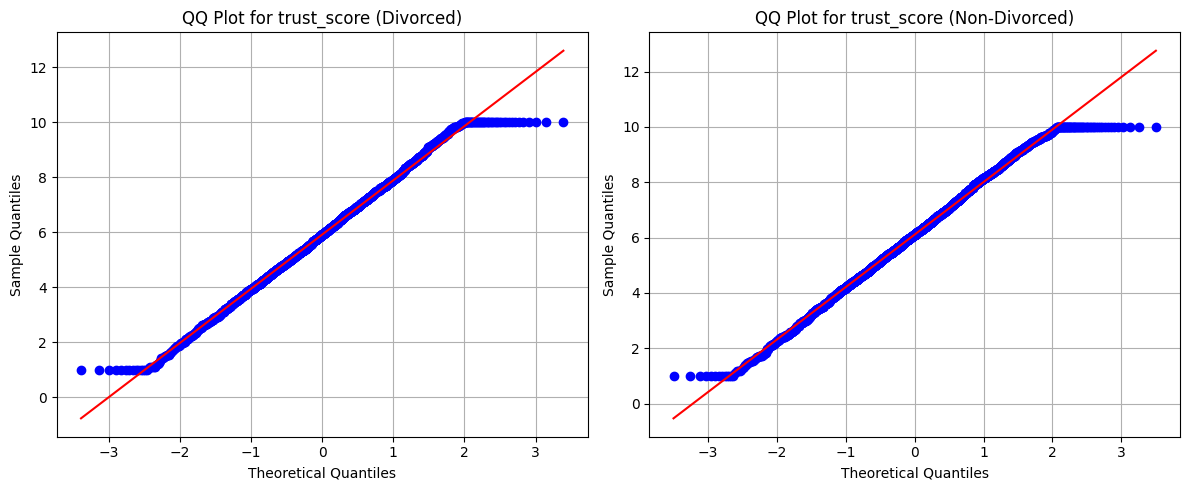 QQ Plot for trust_score (Divorced)
12
10
8
6
4
2
0
Sample Quantiles
−3 −2 −1 0 1 2 3
Theoretical Quantiles
QQ Plot for trust_score (Non-Divorced)
12
10
8
6
4
2
0
Sample Quantiles
−3 −2 −1 0 1 2 3
Theoretical Quantiles